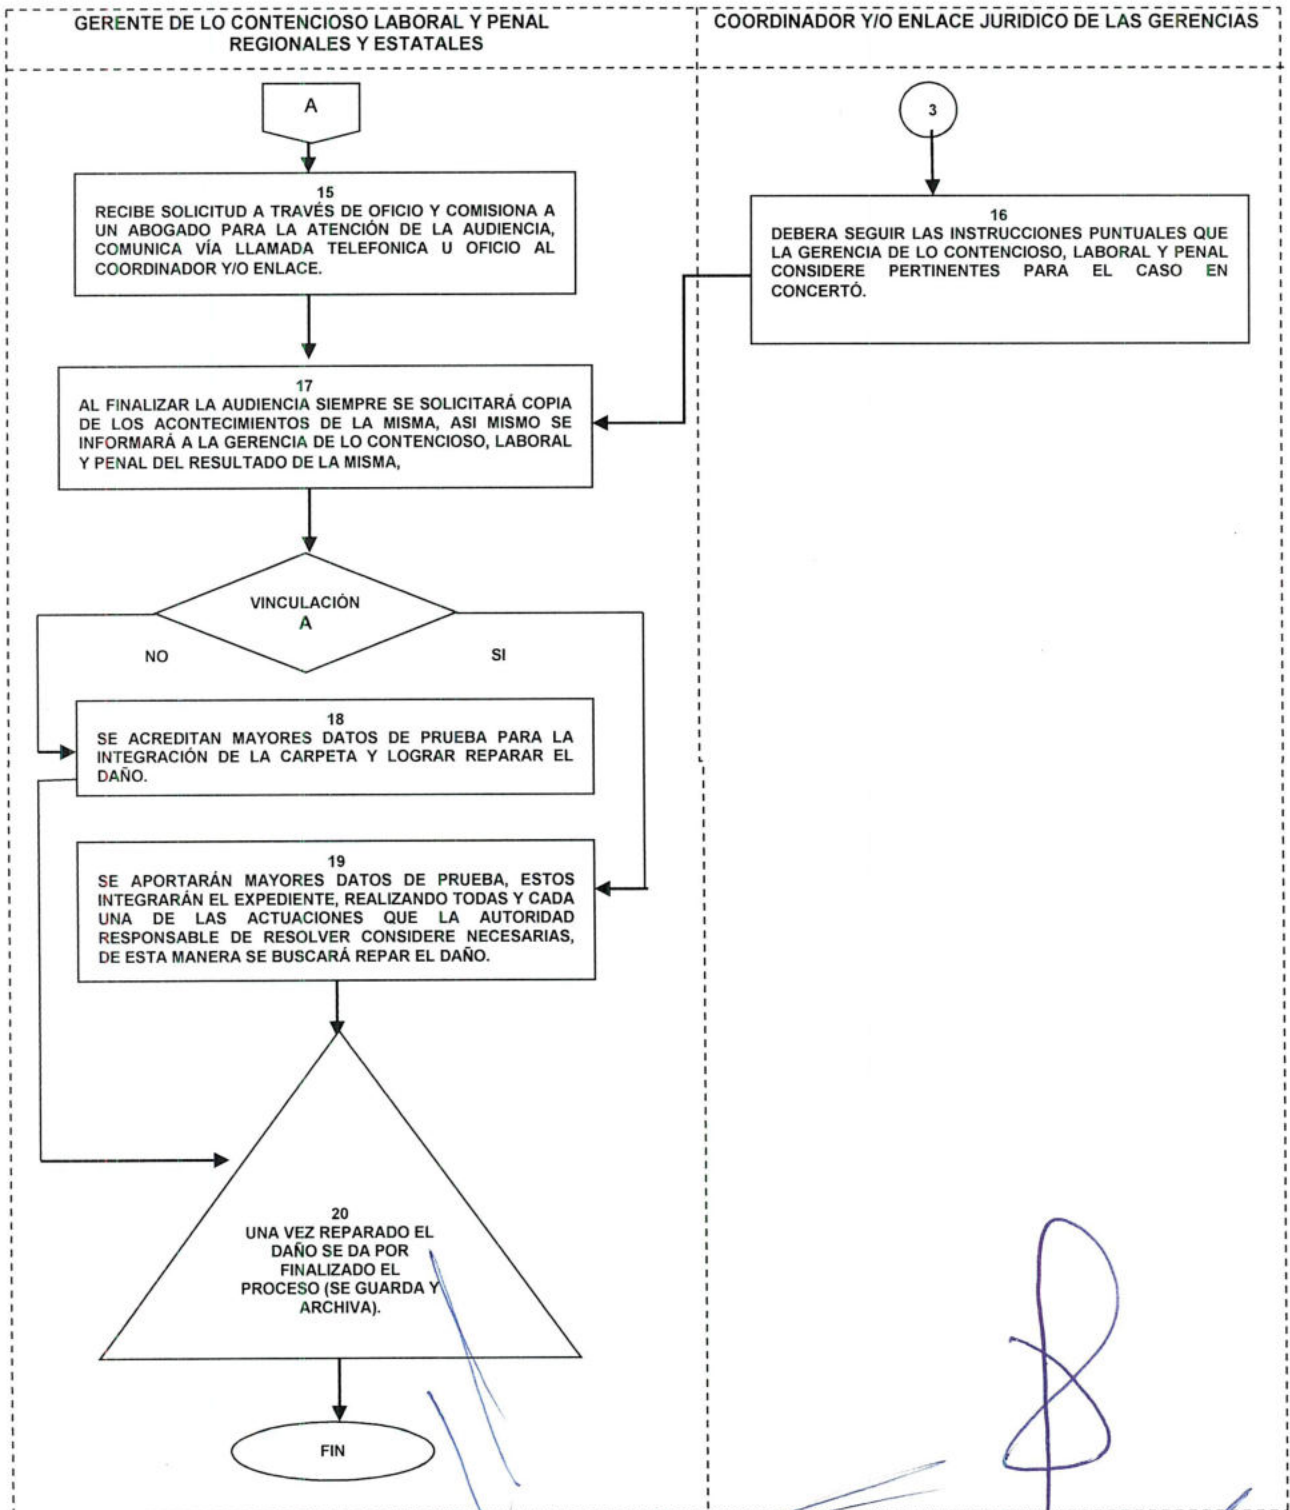 GERENTE DE LO CONTENCIOSO LABORAL Y PENAL
REGIONALES Y ESTATALES
COORDINADOR Y/O ENLACE JURIDICO DE LAS GERENCIAS
A
3
15
RECIBE SOLICITUD A TRAVÉS DE OFICIO Y COMISIONA A
UN ABOGADO PARA LA ATENCIÓN DE LA AUDIENCIA,
COMUNICA VÍA LLAMADA TELEFONICA U OFICIO AL
COORDINADOR Y/O ENLACE.
16
DEBERA SEGUIR LAS INSTRUCCIONES PUNTUALES QUE
LA GERENCIA DE LO CONTENCIOSO, LABORAL Y PENAL
CONSIDERE PERTINENTES PARA EL CASO EN
CONCERTÓ.
17
AL FINALIZAR LA AUDIENCIA SIEMPRE SE SOLICITARÁ COPIA
DE LOS ACONTECIMIENTOS DE LA MISMA, ASI MISMO SE
INFORMARÁ A LA GERENCIA DE LO CONTENCIOSO, LABORAL
Y PENAL DEL RESULTADO DE LA MISMA,
VINCULACIÓN
A
NO
SI
18
SE ACREDITAN MAYORES DATOS DE PRUEBA PARA LA
INTEGRACIÓN DE LA CARPETA Y LOGRAR REPARAR EL
DAÑO.
19
SE APORTARÁN MAYORES DATOS DE PRUEBA, ESTOS
INTEGRARÁN EL EXPEDIENTE, REALIZANDO TODAS Y CADA
UNA DE LAS ACTUACIONES QUE LA AUTORIDAD
RESPONSABLE DE RESOLVER CONSIDERE NECESARIAS,
DE ESTA MANERA SE BUSCARÁ REPAR EL DAÑO.
20
UNA VEZ REPARADO EL
DAÑO SE DA POR
FINALIZADO EL
PROCESO (SE GUARDA Y
ARCHIVA).
FIN